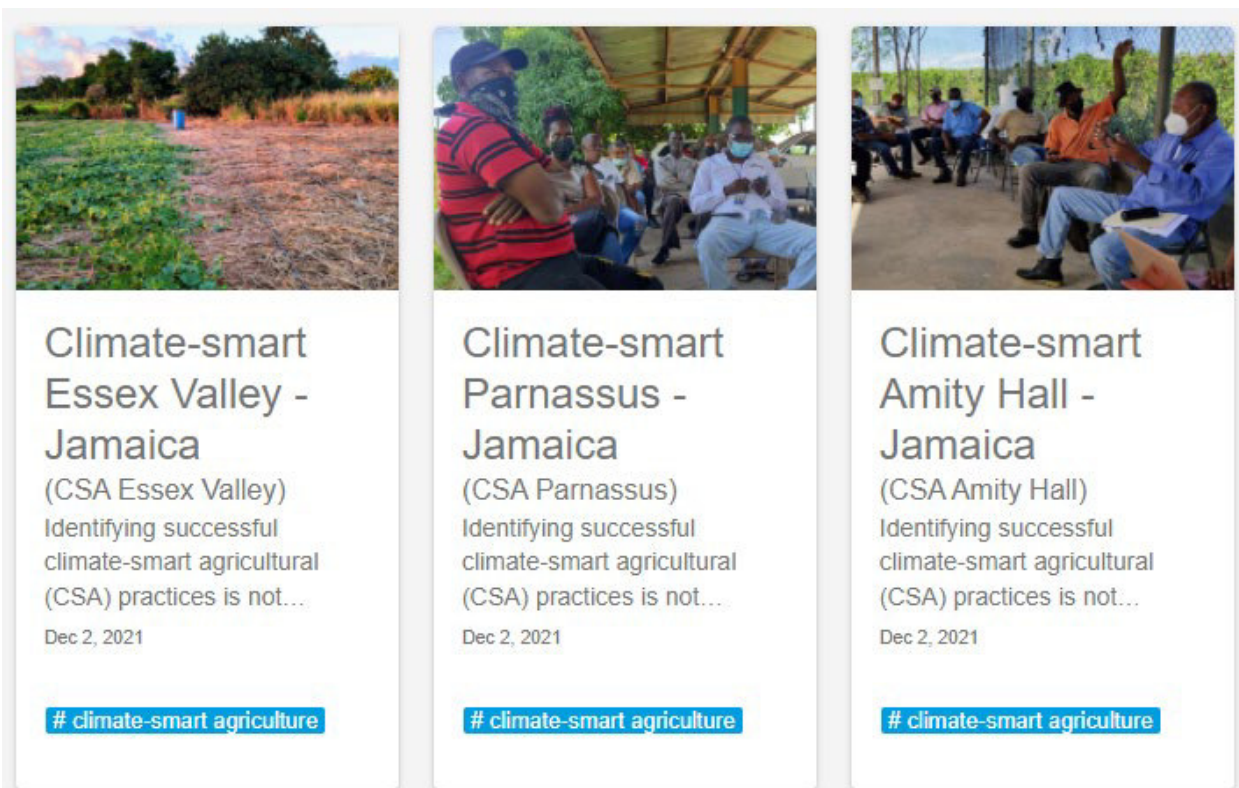 Climate-smart
Essex Valley -
Jamaica
(CSA Essex Valley)
Identifying successful
climate-smart agricultural
(CSA) practices is not...
Dec 2, 2021
# climate-smart agriculture
Climate-smart
Parnassus -
Jamaica
(CSA Parnassus)
Identifying successful
climate-smart agricultural
(CSA) practices is not...
Dec 2, 2021
# climate-smart agriculture
Climate-smart
Amity Hall -
Jamaica
(CSA Amity Hall)
Identifying successful
climate-smart agricultural
(CSA) practices is not...
Dec 2, 2021
# climate-smart agriculture